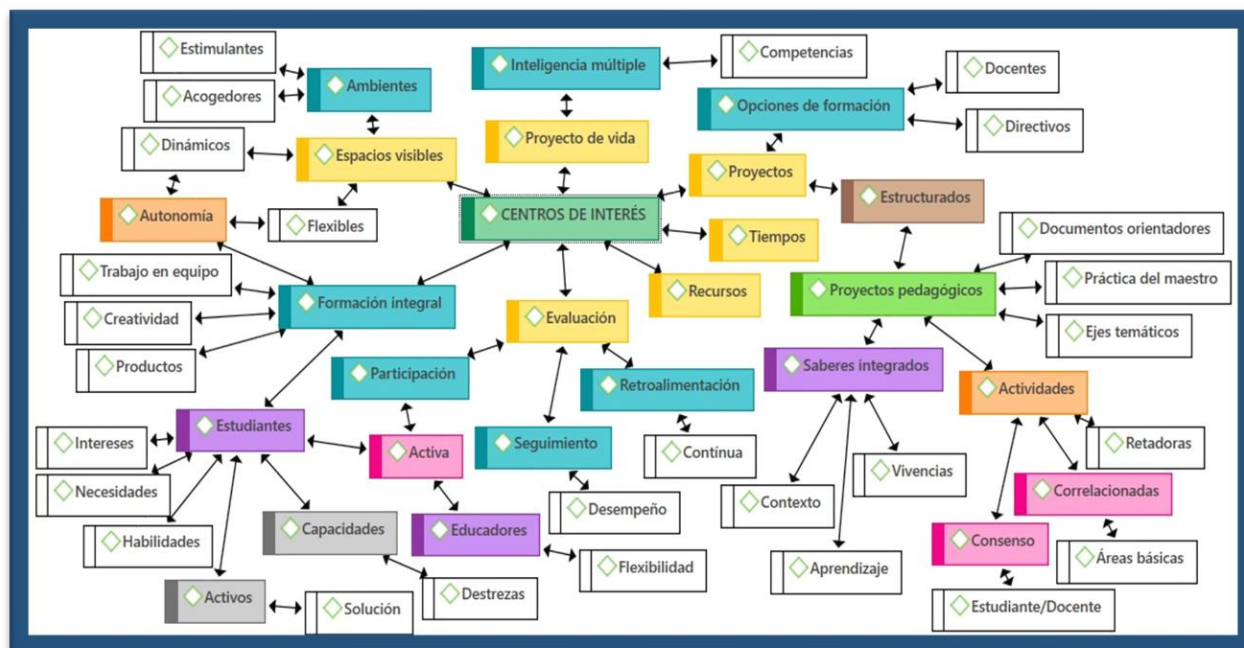 Estimulantes
Inteligencia múltiple
Competencias
Docentes
Acogedores
Ambientes
Opciones de formación
Directivos
Dinámicos
Espacios visibles
Proyecto de vida
Proyectos
Estructurados
Autonomía
Flexibles
CENTROS DE INTERÉS
Tiempos
Documentos orientadores
Trabajo en equipo
Formación integral
Recursos
Proyectos pedagógicos
Práctica del maestro
Creatividad
Evaluación
Ejes temáticos
Productos
Participación
Retroalimentación
Saberes integrados
Actividades
Intereses
Estudiantes
Activa
Seguimiento
Contínua
Vivencias
Retadoras
Necesidades
Contexto
Correlacionadas
Habilidades
Capacidades
Educadores
Desempeño
Consenso
Áreas básicas
Activos
Solución
Destrezas
Flexibilidad
Aprendizaje
Estudiante/Docente